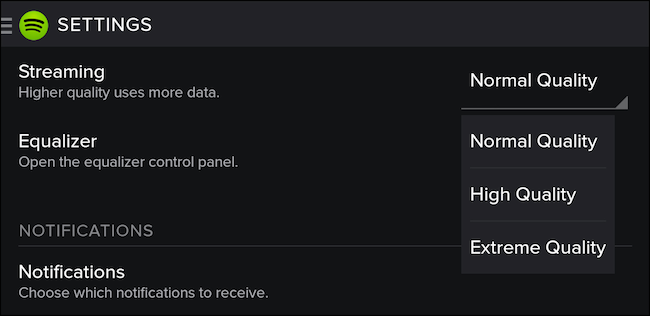 SETTINGS
Streaming
Higher quality uses more data.
Normal Quality
Equalizer
Open the equalizer control panel.
Normal Quality
High Quality
Extreme Quality
NOTIFICATIONS
Notifications
Choose which notifications to receive.